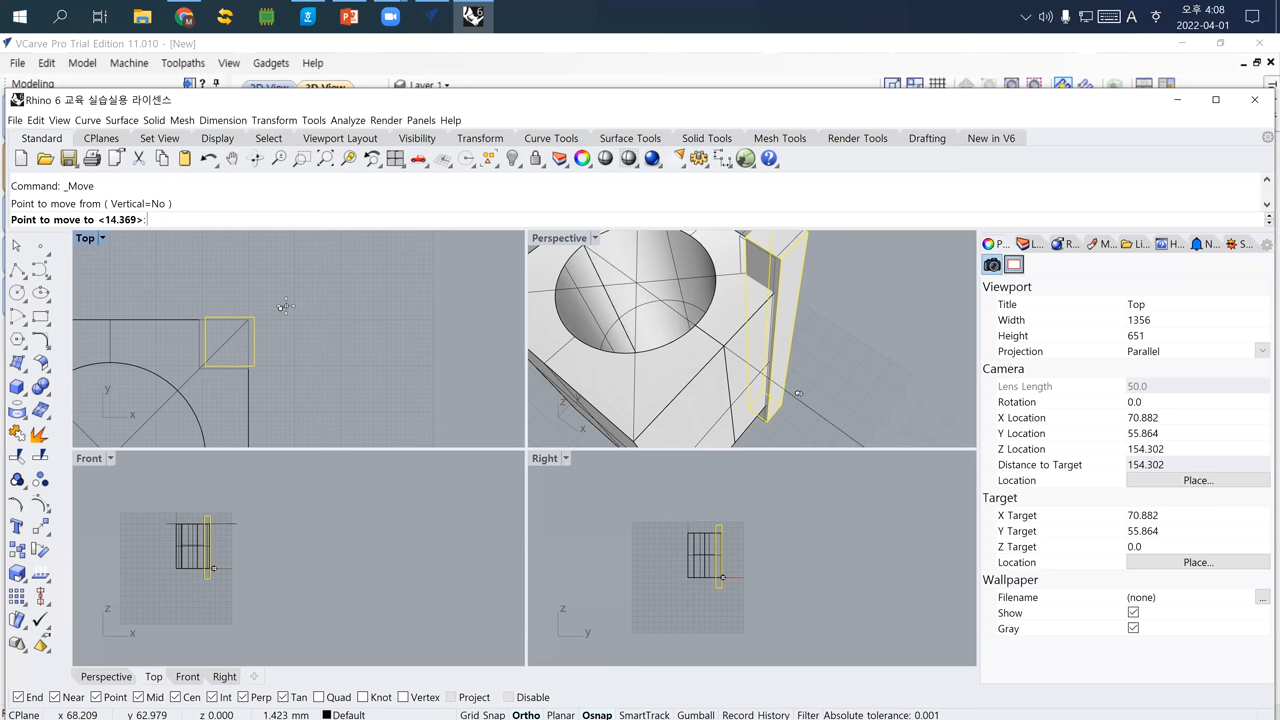 A 오후 4:08
2022-04-01
VCarve Pro Trial Edition 11.010 - [New]
File Edit Model Machine Toolpaths View Gadgets Help
Modeling 2D View 3D View Layer 1
Rhino 6 교육 실습실용 라이센스
File Edit View Curve Surface Solid Mesh Dimension Transform Tools Analyze Render Panels Help
Standard CPlanes Set View Display Select Viewport Layout Visibility Transform Curve Tools Surface Tools Solid Tools Mesh Tools Render Tools Drafting New in V6
Command: _Move
Point to move from ( Vertical=No )
Point to move to <14.369>:
Top Perspective
P... L... R... M... Li... H... N... S...
Viewport
Title Top
Width 1356
Height 651
Projection Parallel
Camera
Lens Length 50.0
Rotation 0.0
X Location 70.882
Y Location 55.864
Z Location 154.302
Distance to Target 154.302
Location Place...
Target
X Target 70.882
Y Target 55.864
Z Target 0.0
Location Place...
Wallpaper
Filename (none) ...
Show
Gray
y
x
z
x
Front Right
z
x
z
y
Perspective Top Front Right
End Near Point Mid Cen Int Perp Tan Quad Knot Vertex Project Disable
CPlane x 68.209 y 62.979 z 0.000 1.423 mm Default Grid Snap Ortho Planar Osnap SmartTrack Gumball Record History Filter Absolute tolerance: 0.001